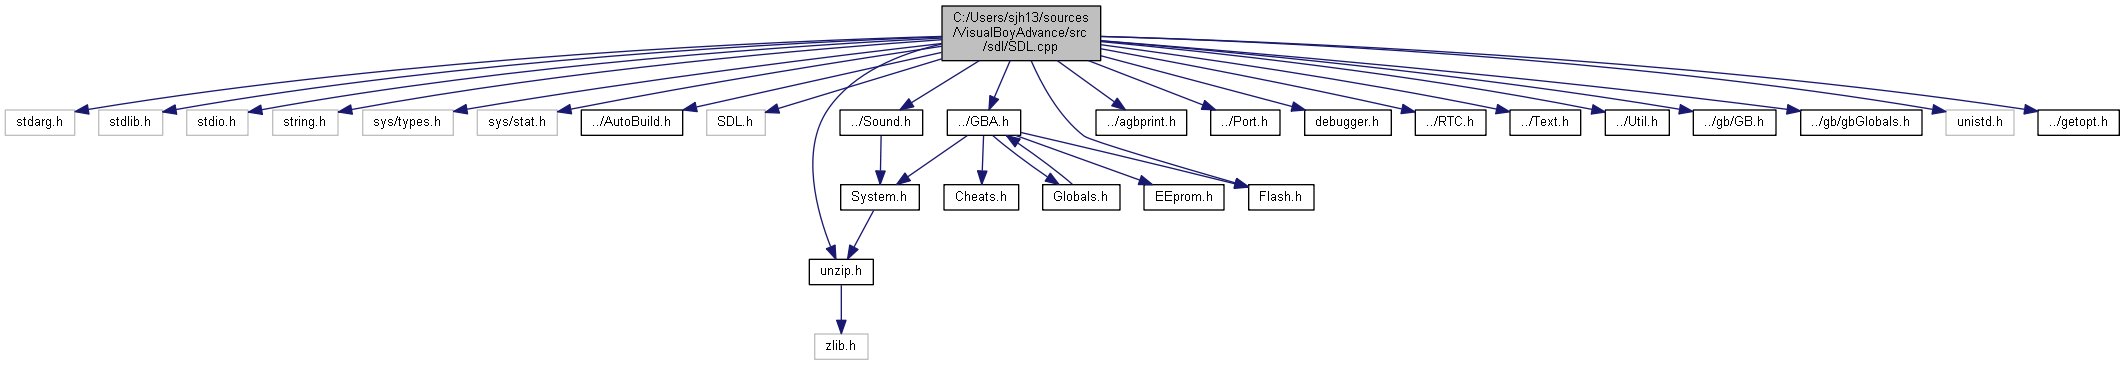 C:/Users/sjh13/sources
/VisualBoyAdvance/src
/sdl/SDL.cpp
stdarg.h
stdlib.h
stdio.h
string.h
sys/types.h
sys/stat.h
../AutoBuild.h
SDL.h
../Sound.h
../GBA.h
../agbprint.h
../Port.h
debugger.h
../RTC.h
../Text.h
../Util.h
../gb/GB.h
../gb/gbGlobals.h
unistd.h
../getopt.h
System.h
Cheats.h
Globals.h
EEprom.h
Flash.h
unzip.h
zlib.h